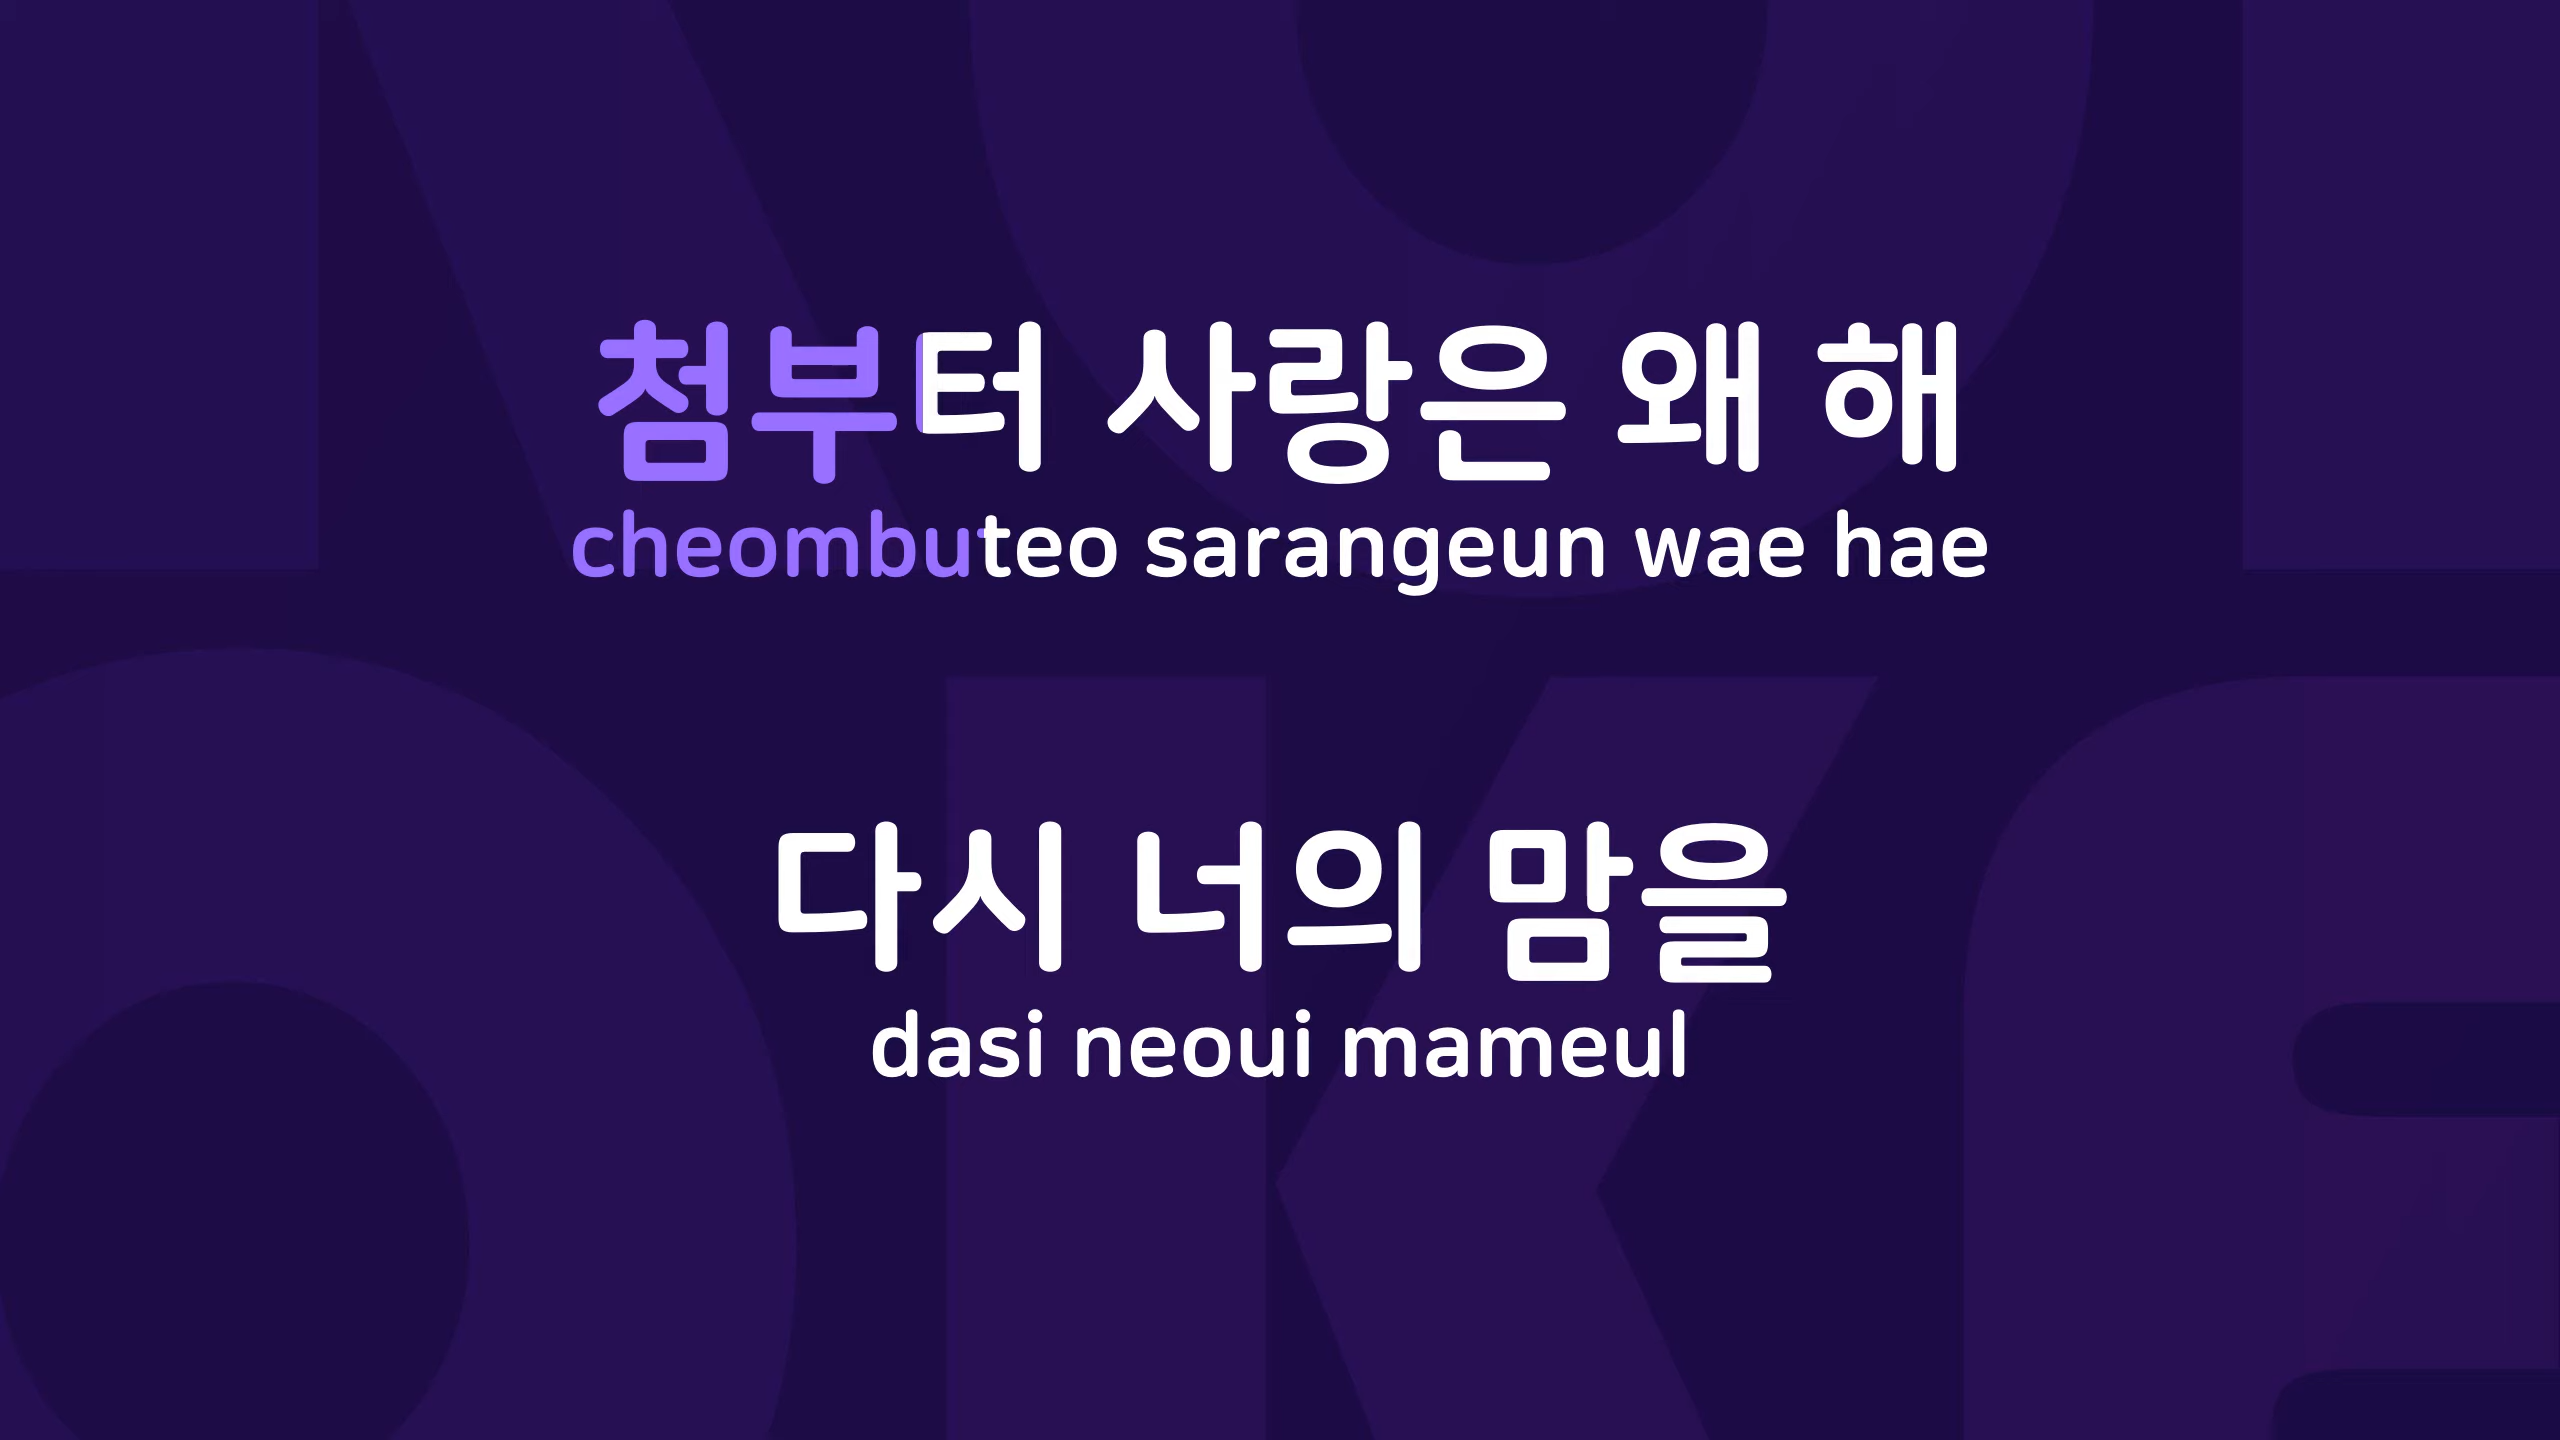 첨부터 사랑은 왜 해
cheombuteo sarangeun wae hae
다시 너의 맘을
dasi neoui mameul